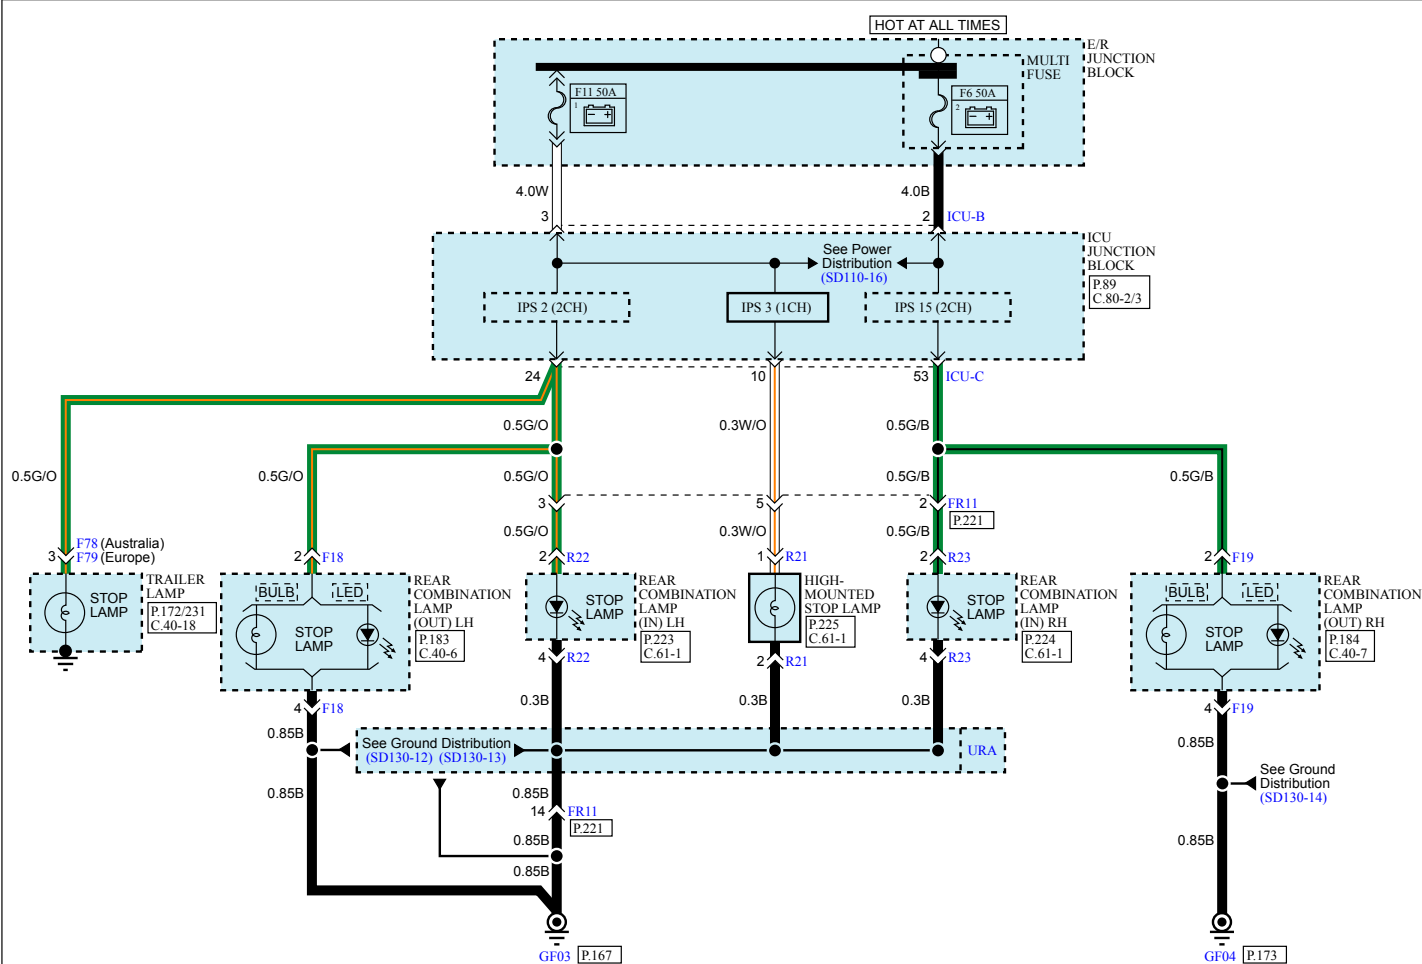 HOT AT ALL TIMES
E/R
JUNCTION
BLOCK
MULTI
FUSE
F11 50A
1
F6 50A
2
4.0W
4.0B
3
2
ICU-B
ICU
JUNCTION
BLOCK
P.89
C.80-2/3
See Power
Distribution
(SD110-16)
IPS 2 (2CH)
IPS 3 (1CH)
IPS 15 (2CH)
24
10
53
ICU-C
0.5G/O
0.3W/O
0.5G/B
0.5G/O
0.5G/O
0.5G/O
0.5G/B
0.5G/B
3
5
2
FR11
P.221
0.5G/O
0.3W/O
0.5G/B
3
F78 (Australia)
F79 (Europe)
2
F18
2
R22
1
R21
2
R23
2
F19
STOP
LAMP
TRAILER
LAMP
P.172/231
C.40-18
BULB
LED
STOP
LAMP
REAR
COMBINATION
LAMP
(OUT) LH
P.183
C.40-6
STOP
LAMP
REAR
COMBINATION
LAMP
(IN) LH
P.223
C.61-1
HIGH-
MOUNTED
STOP LAMP
P.225
C.61-1
STOP
LAMP
REAR
COMBINATION
LAMP
(IN) RH
P.224
C.61-1
BULB
LED
STOP
LAMP
REAR
COMBINATION
LAMP
(OUT) RH
P.184
C.40-7
4
R22
2
R21
4
R23
4
F18
4
F19
0.3B
0.3B
0.3B
0.85B
0.85B
See Ground Distribution
(SD130-12) (SD130-13)
URA
See Ground
Distribution
(SD130-14)
0.85B
0.85B
14
FR11
P.221
0.85B
0.85B
0.85B
GF03
P.167
GF04
P.173